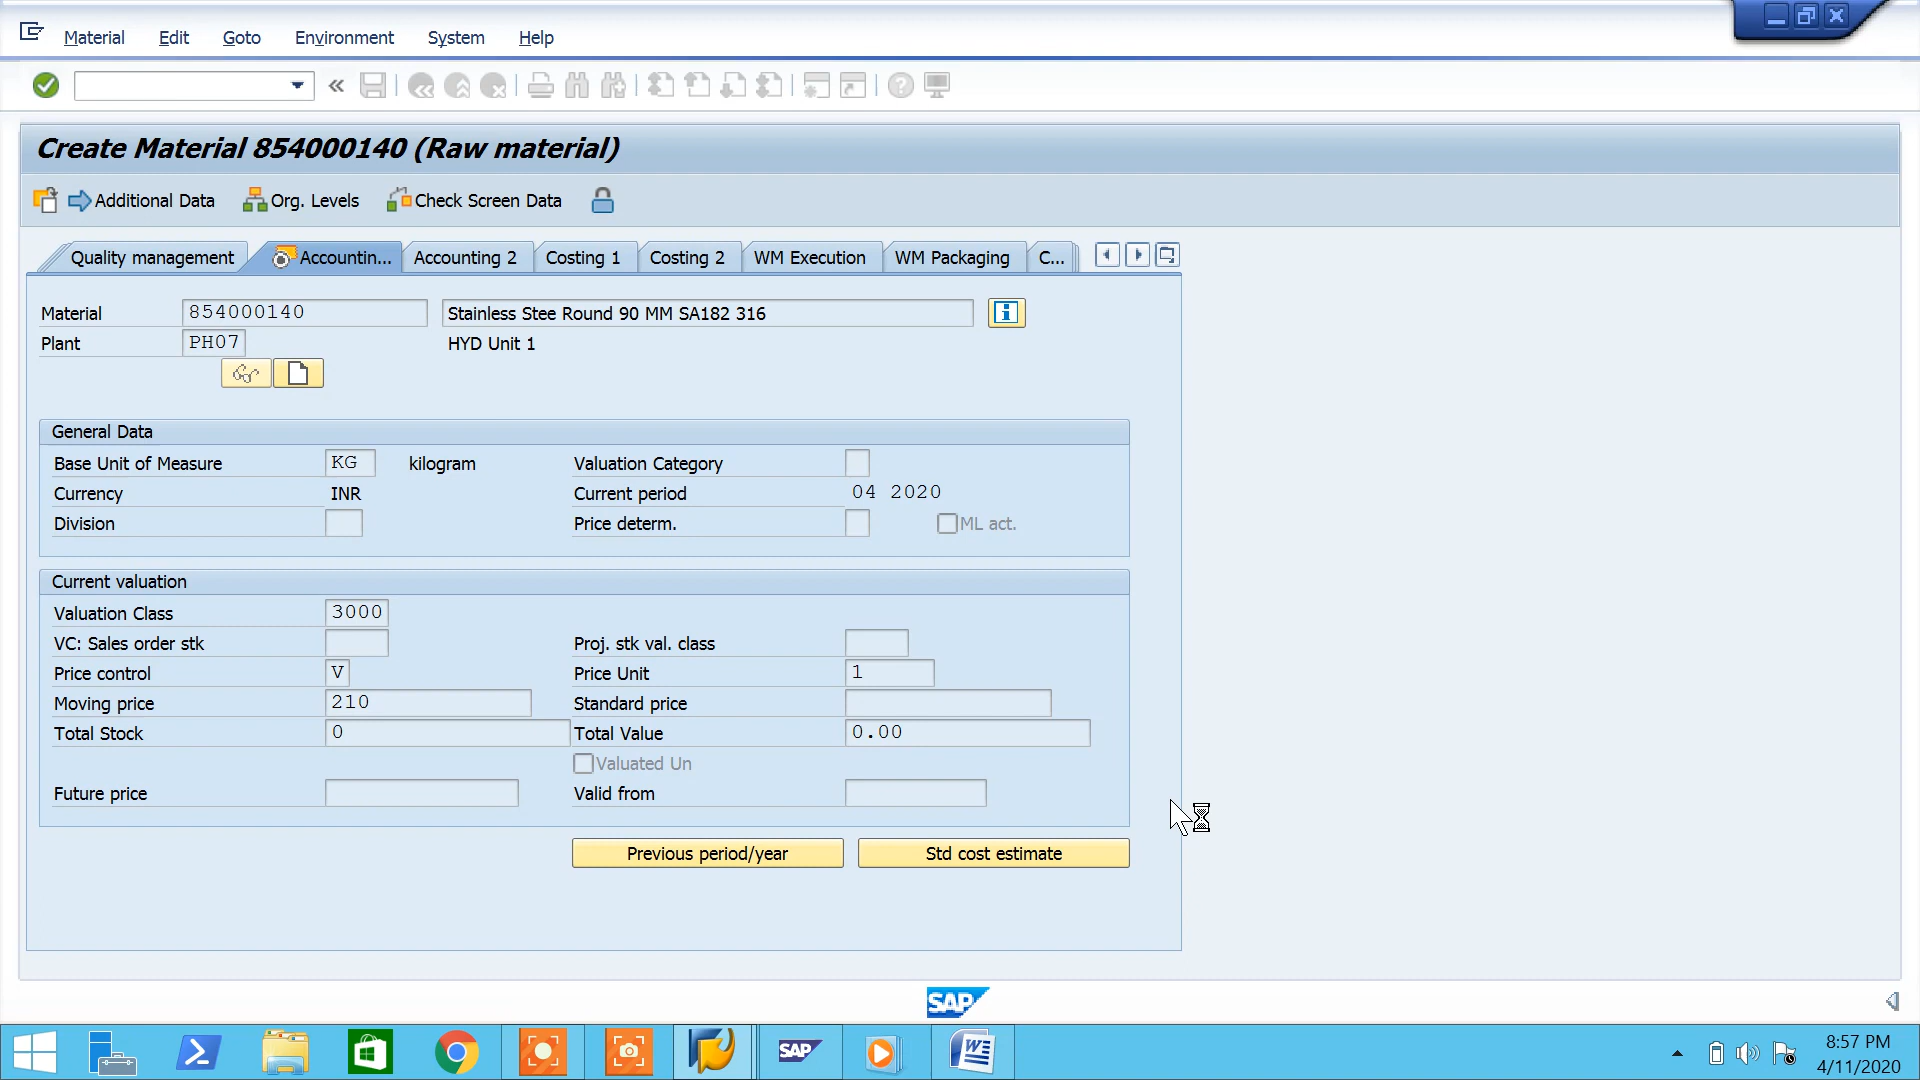 Material Edit Goto Environment System Help
Create Material 854000140 (Raw material)
Additional Data Org. Levels Check Screen Data
Quality management Accountin... Accounting 2 Costing 1 Costing 2 WM Execution WM Packaging C...
Material 854000140 Stainless Stee Round 90 MM SA182 316
Plant PH07 HYD Unit 1
General Data
Base Unit of Measure KG kilogram Valuation Category
Currency INR Current period 04 2020
Division Price determ. ML act.
Current valuation
Valuation Class 3000
VC: Sales order stk Proj. stk val. class
Price control V Price Unit 1
Moving price 210 Standard price
Total Stock 0 Total Value 0.00
Valuated Un
Future price Valid from
Previous period/year Std cost estimate
SAP
SAP
8:57 PM
4/11/2020